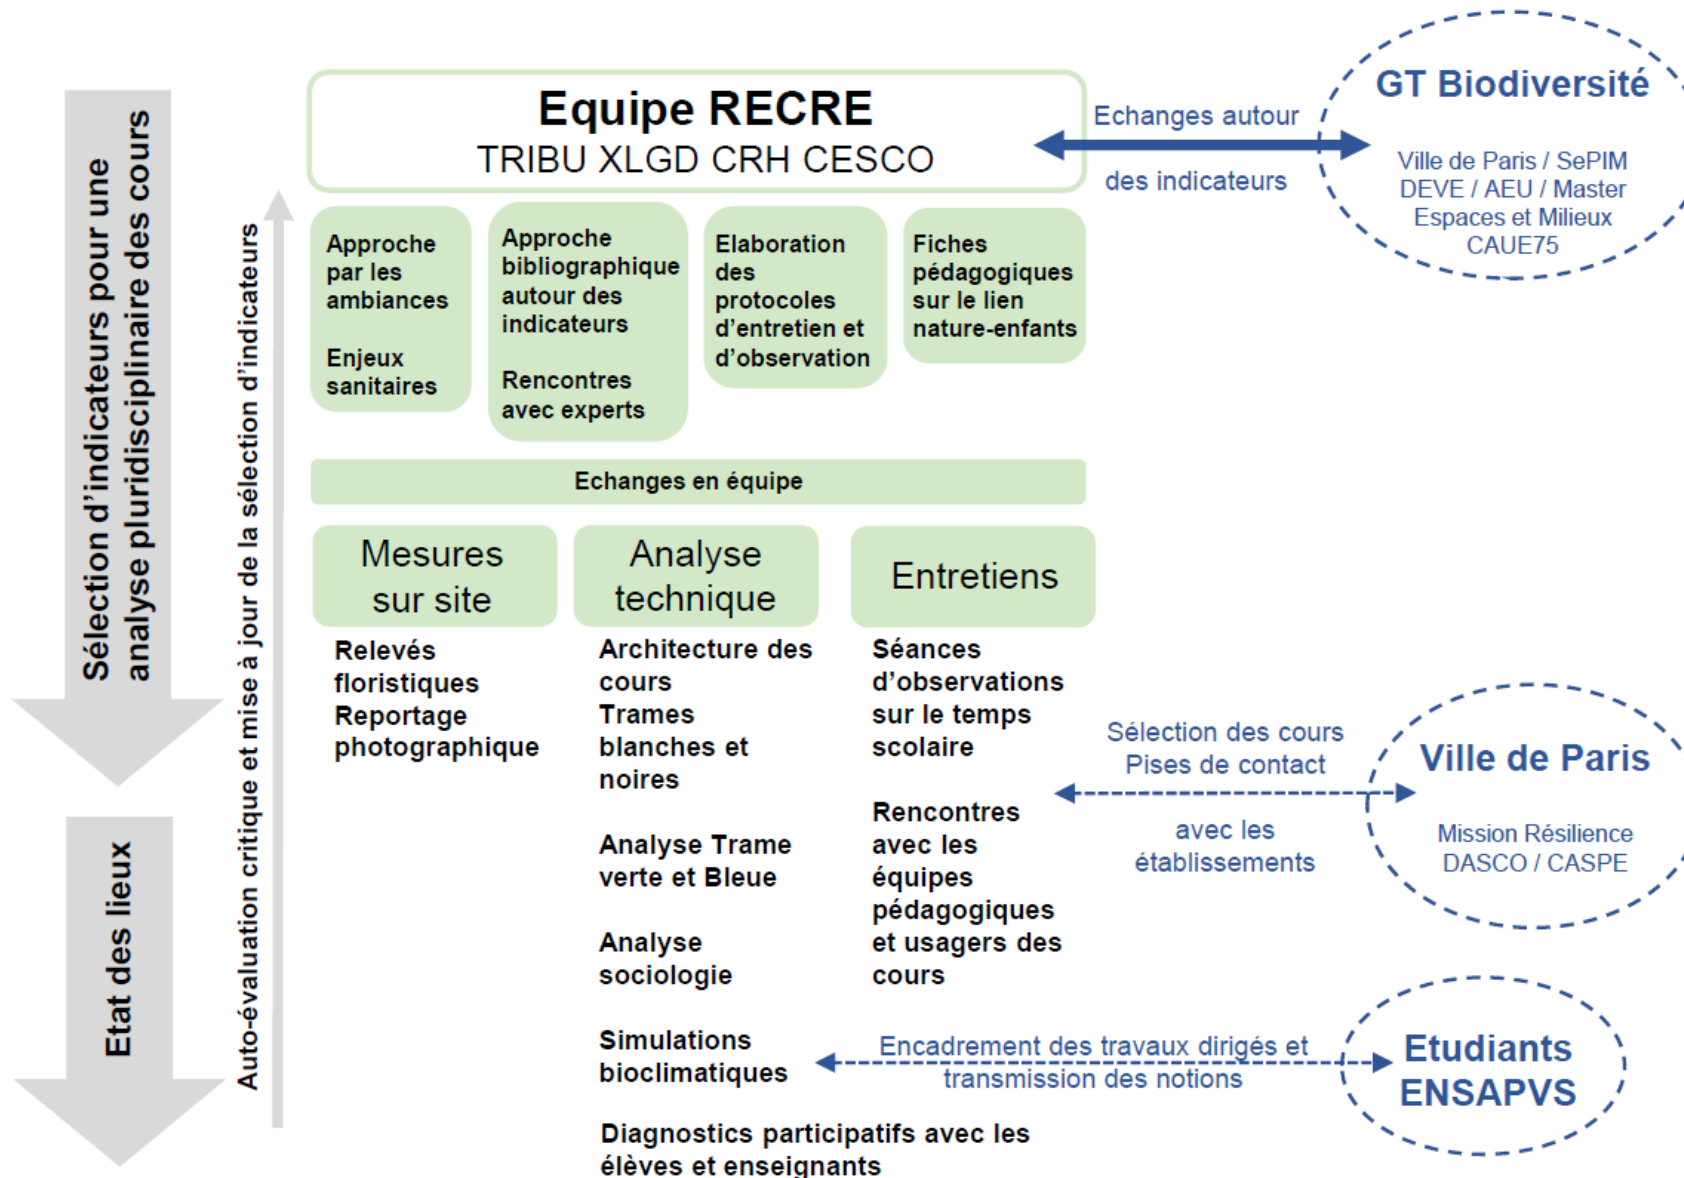 Sélection d'indicateurs pour une
analyse pluridisciplinaire des cours
Etat des lieux
Auto-évaluation critique et mise à jour de la sélection d'indicateurs
Equipe RECRE
TRIBU XLGD CRH CESCO
Echanges autour
des indicateurs
GT Biodiversité
Ville de Paris / SePIM
DEVE / AEU / Master
Espaces et Milieux
CAUE75
Approche
par les
ambiances
Enjeux
sanitaires
Approche
bibliographique
autour des
indicateurs
Rencontres
avec experts
Elaboration
des
protocoles
d'entretien et
d'observation
Fiches
pédagogiques
sur le lien
nature-enfants
Echanges en équipe
Mesures
sur site
Relevés
floristiques
Reportage
photographique
Analyse
technique
Architecture des
cours
Trames
blanches et
noires
Analyse Trame
verte et Bleue
Analyse
sociologie
Simulations
bioclimatiques
Diagnostics participatifs avec les
élèves et enseignants
Entretiens
Séances
d'observations
sur le temps
scolaire
Rencontres
avec les
équipes
pédagogiques
et usagers des
cours
Sélection des cours
Pises de contact
avec les
établissements
Ville de Paris
Mission Résilience
DASCO / CASPE
Encadrement des travaux dirigés et
transmission des notions
Etudiants
ENSAPVS